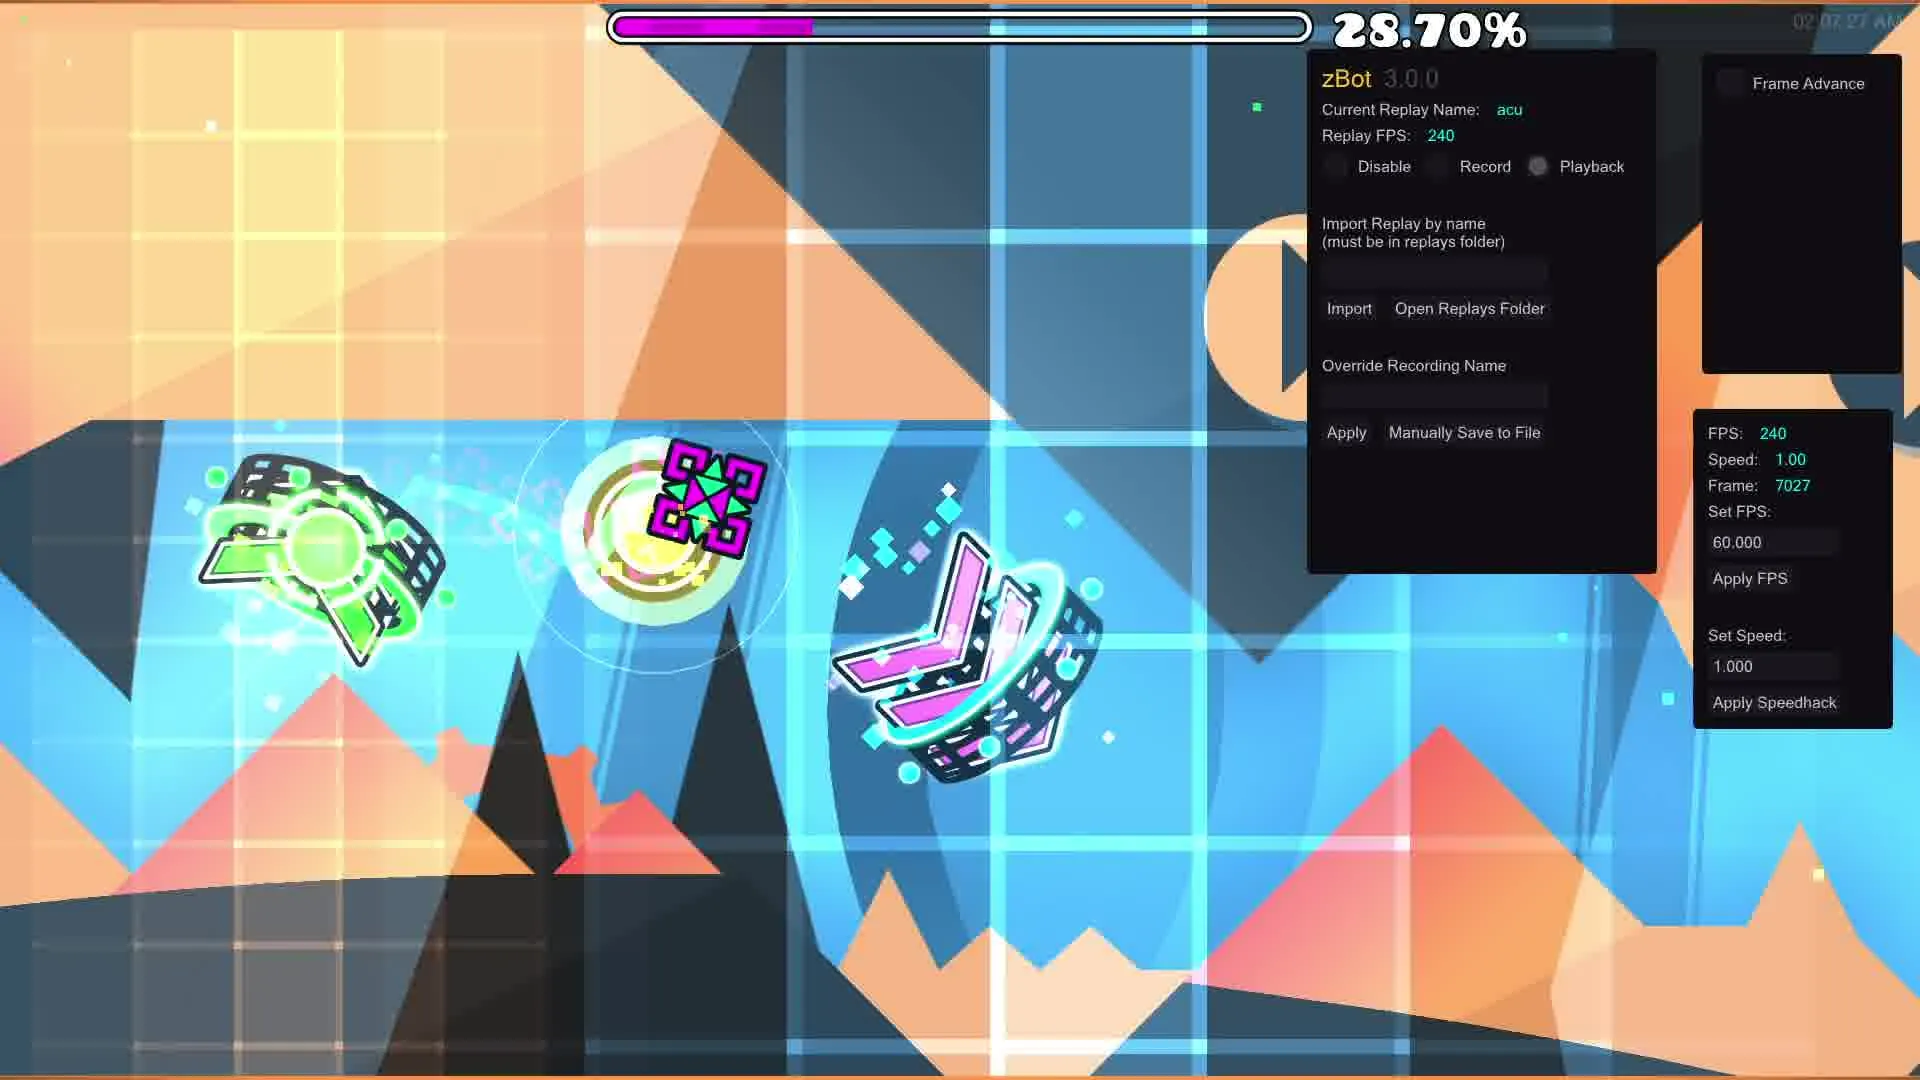 28.70%
02:07:27 AM
zBot 3.0.0
Current Replay Name: acu
Replay FPS: 240
Disable Record Playback
Import Replay by name
(must be in replays folder)
Import Open Replays Folder
Override Recording Name
Apply Manually Save to File
Frame Advance
FPS: 240
Speed: 1.00
Frame: 7027
Set FPS:
60.000
Apply FPS
Set Speed:
1.000
Apply Speedhack